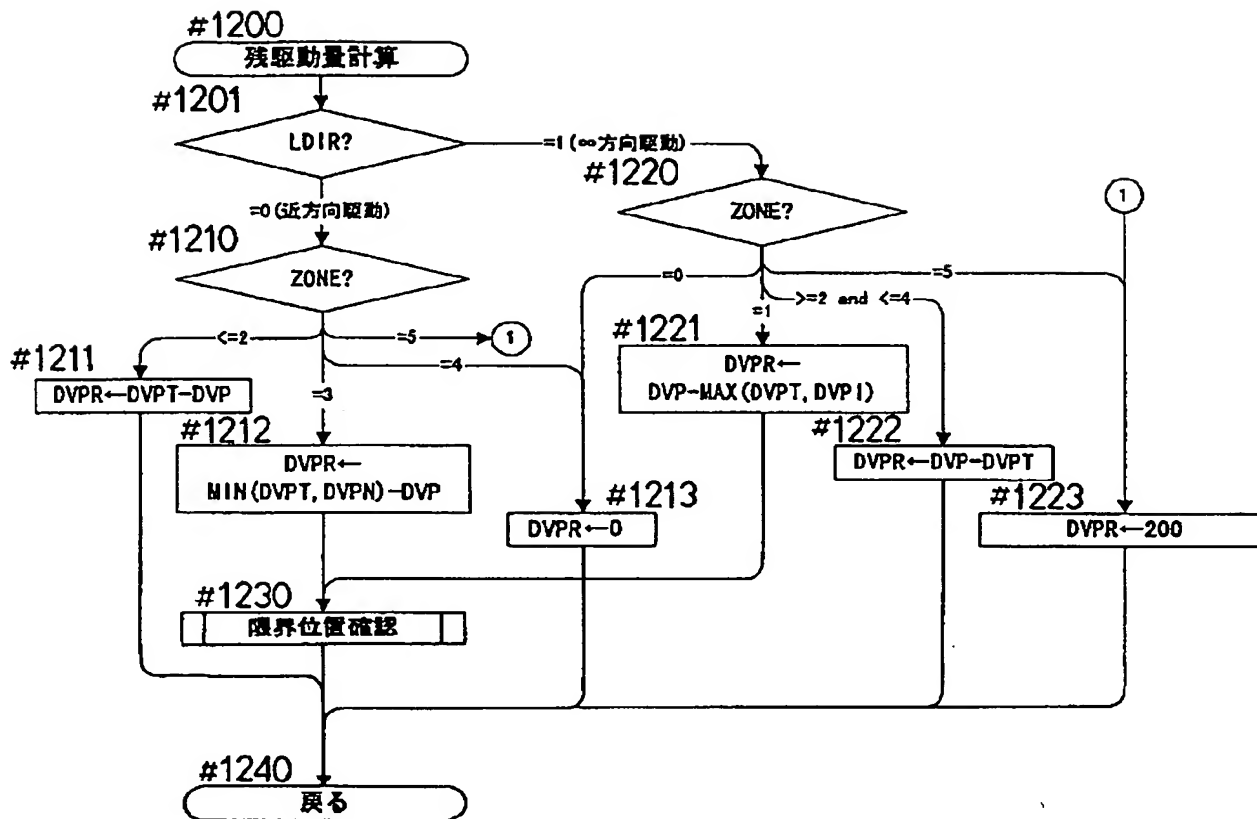 #1200
残駆動量計算
#1201
LDIR?
=1(∞方向駆動)
#1220
=0(近方向駆動)
ZONE?
1
#1210
ZONE?
=0
=5
>=2 and <=4
=1
<=2
=5
1
=4
#1221
DVPR←
DVP-MAX(DVPT,DVPI)
#1211
DVPR←DVPT-DVP
=3
#1212
DVPR←
MIN(DVPT,DVPN)-DVP
#1222
DVPR←DVP-DVPT
#1213
DVPR←0
#1223
DVPR←200
#1230
限界位置確認
#1240
戻る